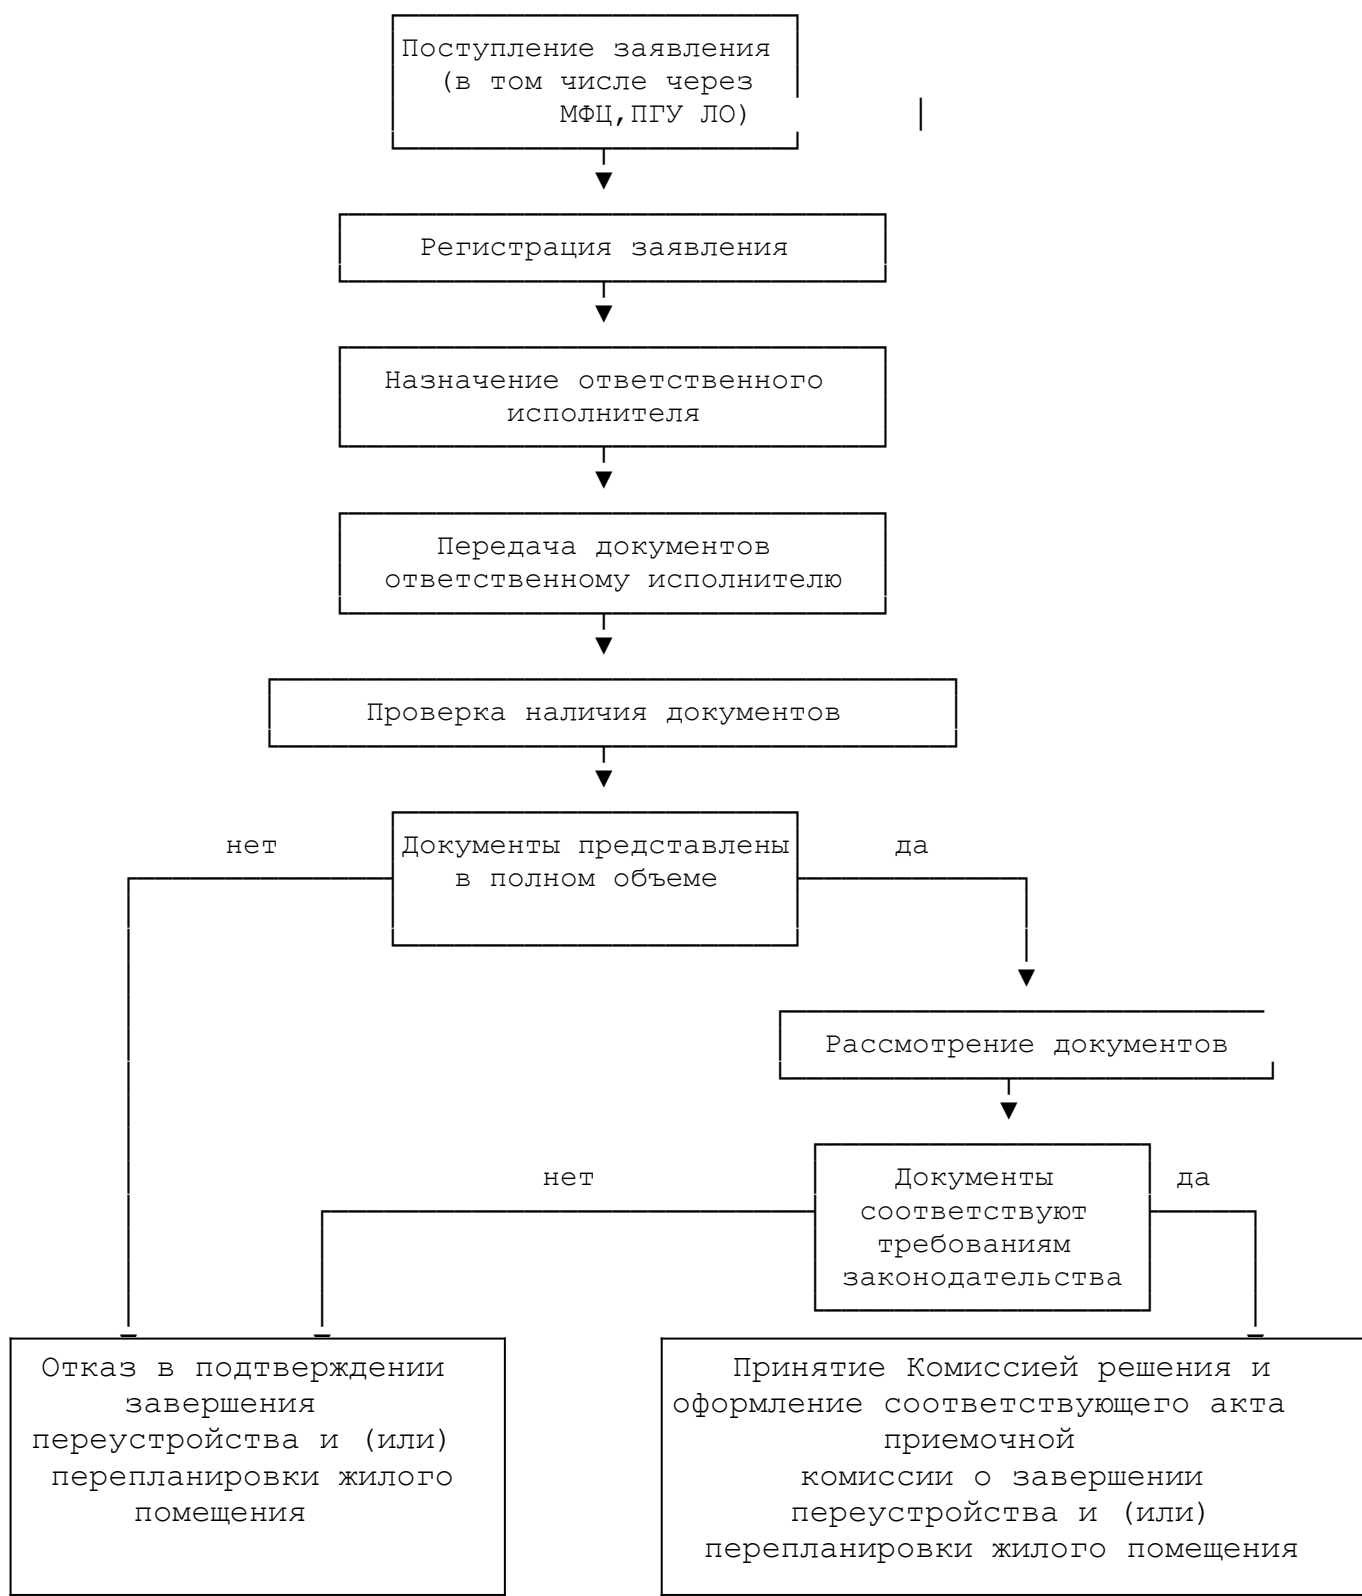 Поступление заявления
(в том числе через
МФЦ,ПГУ ЛО)
Регистрация заявления
Назначение ответственного
исполнителя
Передача документов
ответственному исполнителю
Проверка наличия документов
нет
Документы представлены
в полном объеме
да
Рассмотрение документов
нет
Документы
соответствуют
требованиям
законодательства
да
Отказ в подтверждении
завершения
переустройства и (или)
перепланировки жилого
помещения
Принятие Комиссией решения и
оформление соответствующего акта
приемочной
комиссии о завершении
переустройства и (или)
перепланировки жилого помещения